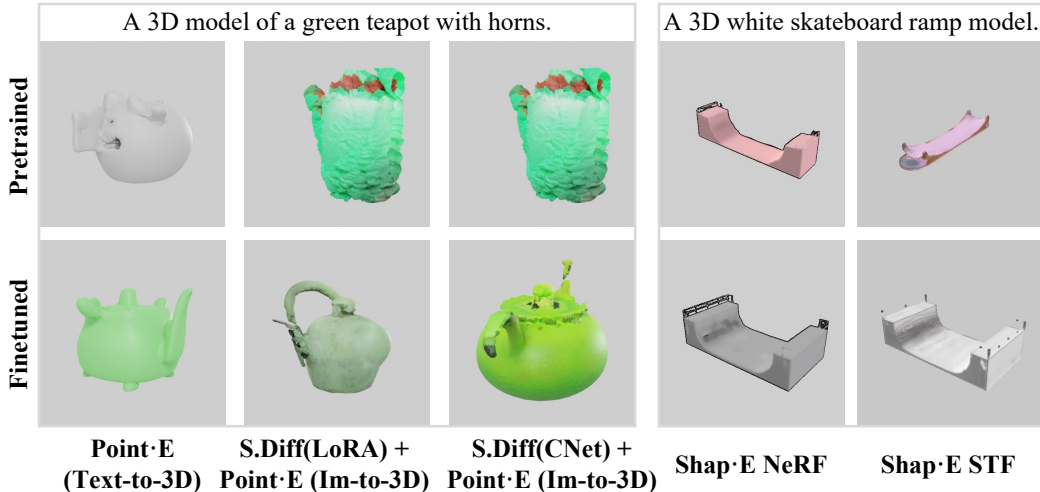 A 3D model of a green teapot with horns.
A 3D white skateboard ramp model.
Pretrained
Finetuned
Point·E
(Text-to-3D)
S.Diff(LoRA) +
Point·E (Im-to-3D)
S.Diff(CNet) +
Point·E (Im-to-3D)
Shap·E NeRF
Shap·E STF